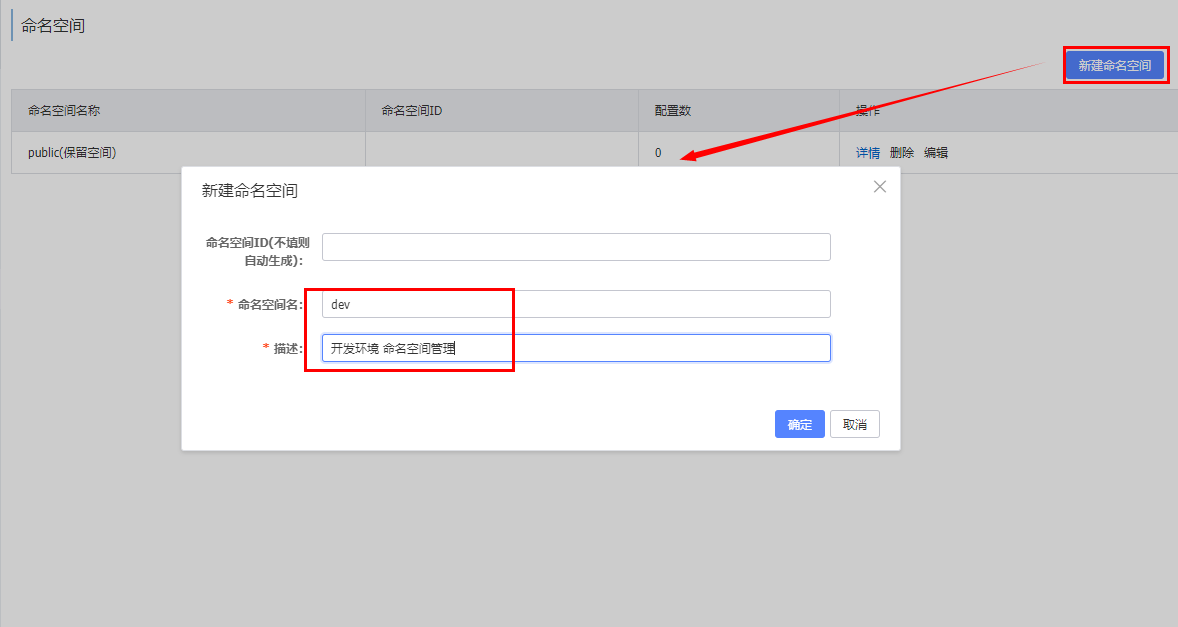 命名空间
新建命名空间
命名空间名称 命名空间ID 配置数 操作
public(保留空间) 0 详情 删除 编辑
新建命名空间
命名空间ID(不填则
自动生成):
* 命名空间名: dev
* 描述: 开发环境 命名空间管理
确定 取消